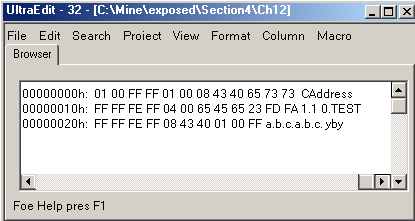 UltraEdit - 32 - [C:\Mine\exposed\Section4\Ch12]
File Edit Search Proiect View Format Column Macro
Browser
00000000h: 01 00 FF FF 01 00 08 43 40 65 73 73 CAddress
00000010h: FF FF FE FF 04 00 65 45 65 23 FD FA 1.1 0.TEST
00000020h: FF FF FE FF 08 43 40 01 00 FF a.b.c.a.b.c. yby
Foe Help pres F1